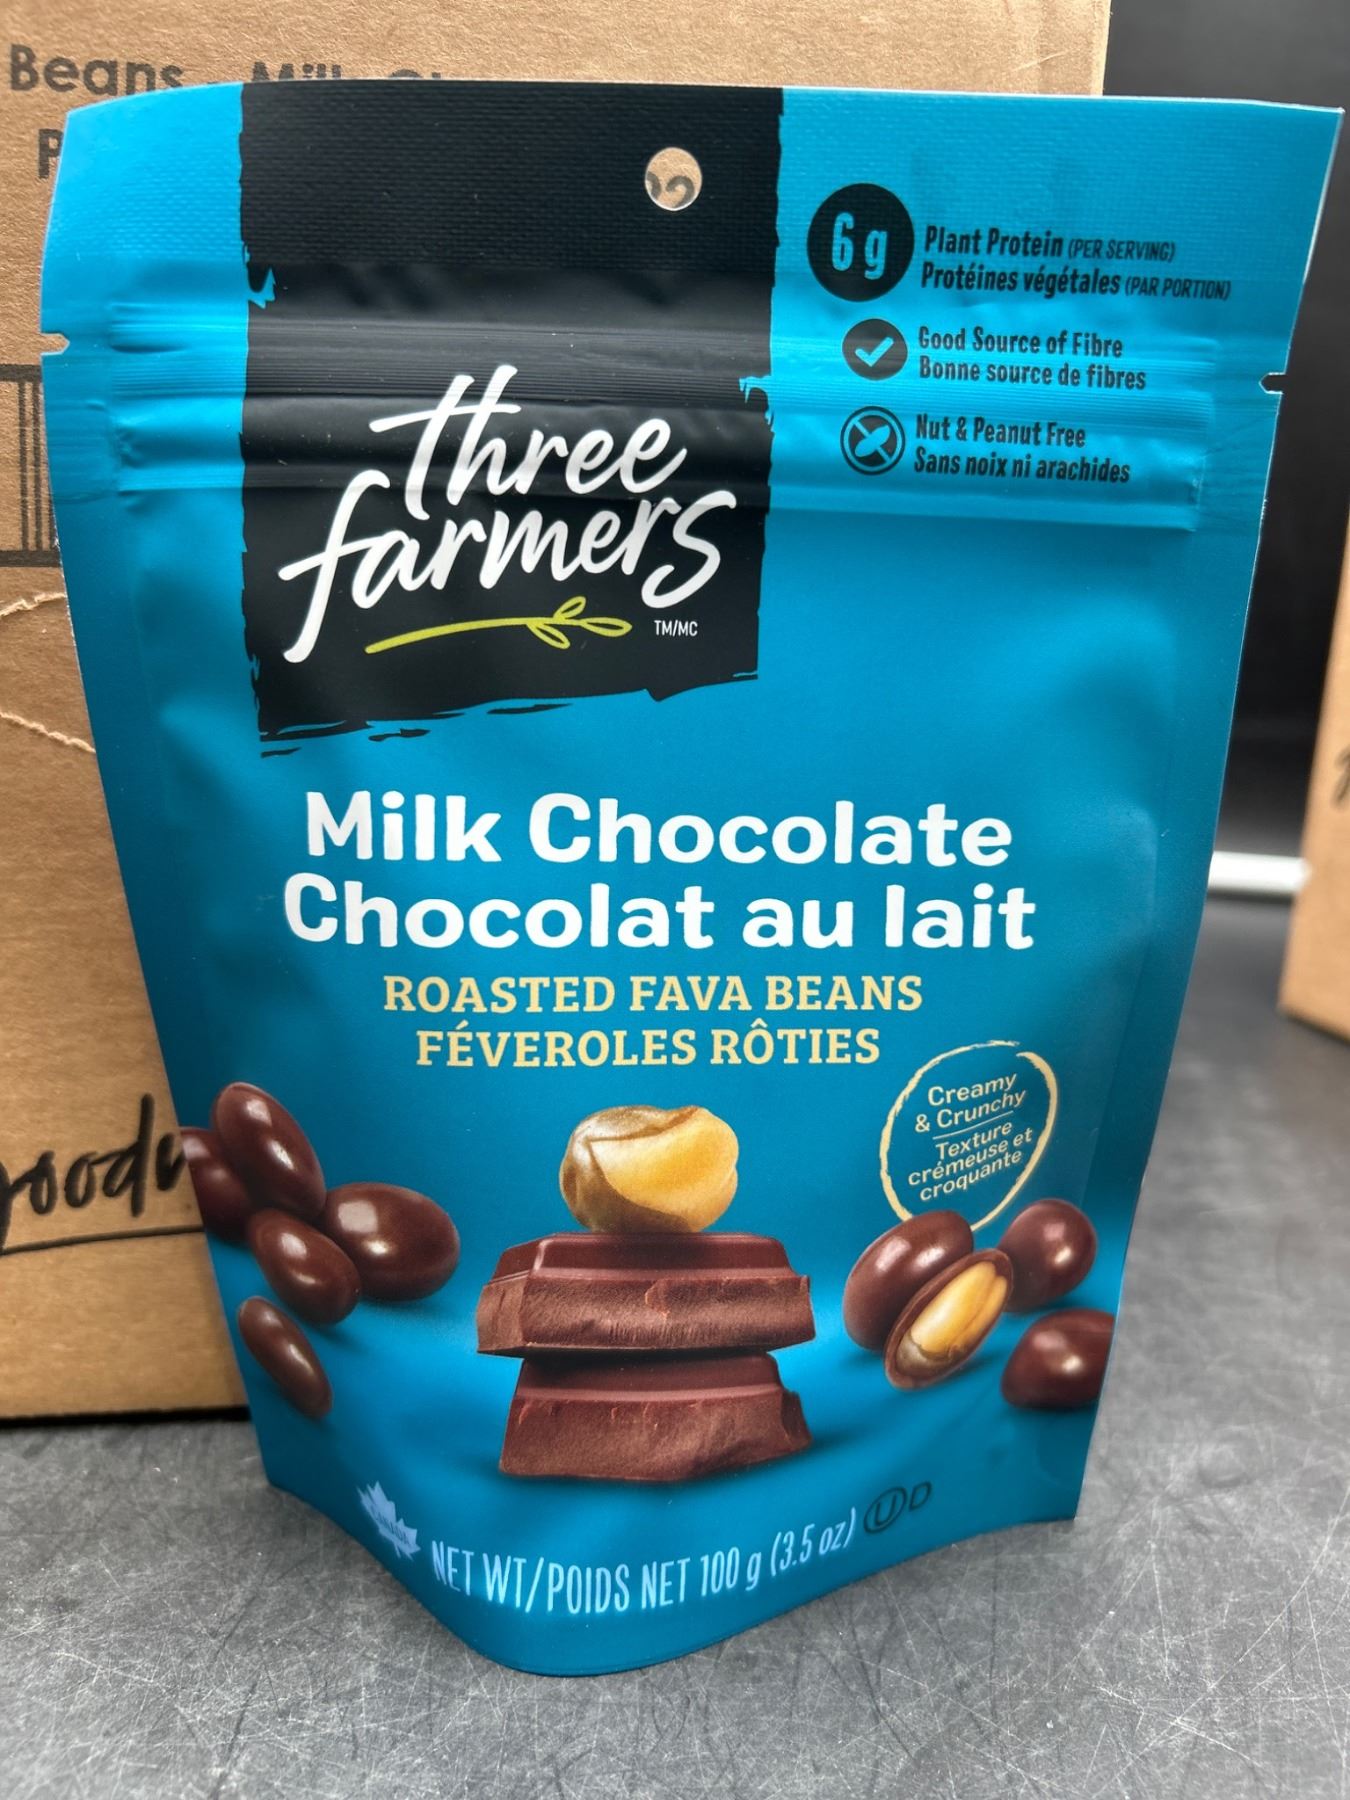 Beans
6g
Plant Protein (PER SERVING)
Protéines végétales (PAR PORTION)
Good Source of Fibre
Bonne source de fibres
Nut & Peanut Free
Sans noix ni arachides
three
farmers
TM/MC
Milk Chocolate
Chocolat au lait
ROASTED FAVA BEANS
FÉVEROLES RÔTIES
Creamy
& Crunchy
Texture
crémeuse et
croquante
CANADA
NET WT/POIDS NET 100 g (3.5 oz) U D